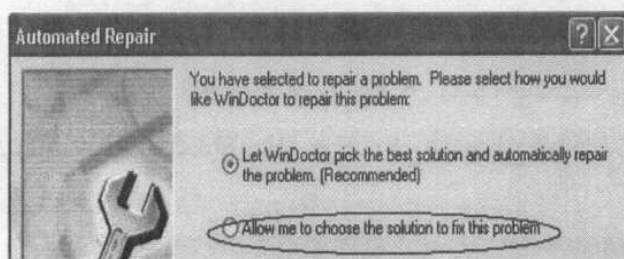 Automated Repair
You have selected to repair a problem. Please select how you would
like WinDoctor to repair this problem:
Let WinDoctor pick the best solution and automatically repair
the problem. (Recommended)
Allow me to choose the solution to fix this problem